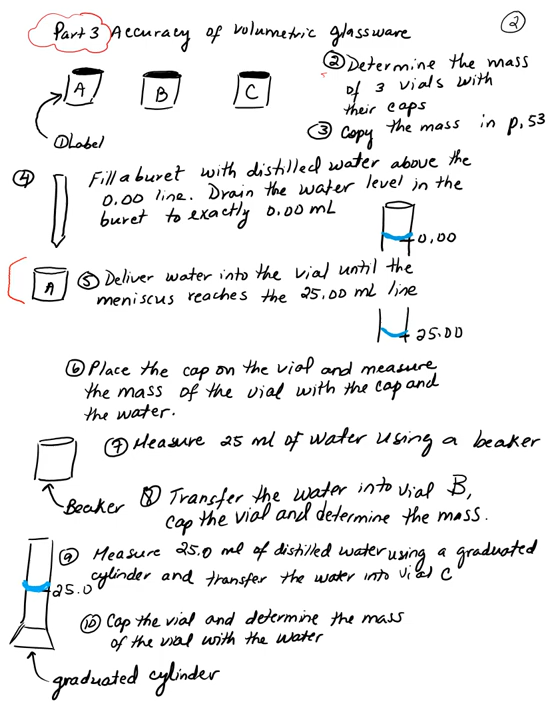 2
Part 3 Accuracy of volumetric glassware
A
B
C
① Label
② Determine the mass
of 3 vials with
their caps
③ Copy the mass in p.53
④ Fill a buret with distilled water above the
0.00 line. Drain the water level in the
buret to exactly 0.00 mL
0.00
A
⑤ Deliver water into the vial until the
meniscus reaches the 25.00 mL line
25.00
⑥ Place the cap on the vial and measure
the mass of the vial with the cap and
the water.
⑦ Measure 25 ml of water using a beaker
Beaker
⑧ Transfer the water into vial B,
cap the vial and determine the mass.
⑨ Measure 25.0 ml of distilled water using a graduated
cylinder and transfer the water into vial C
25.0
⑩ Cap the vial and determine the mass
of the vial with the water
graduated cylinder